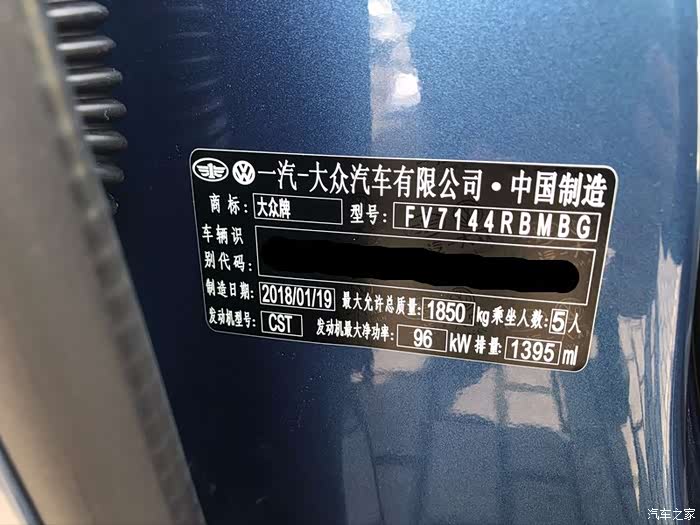 一汽-大众汽车有限公司·中国制造
商标: 大众牌 型号: FV7144RBMBG
车辆识
别代码:
制造日期: 2018/01/19 最大允许总质量: 1850 kg 乘坐人数: 5 人
发动机型号: CST 发动机最大净功率: 96 kW 排量: 1395 ml
汽车之家